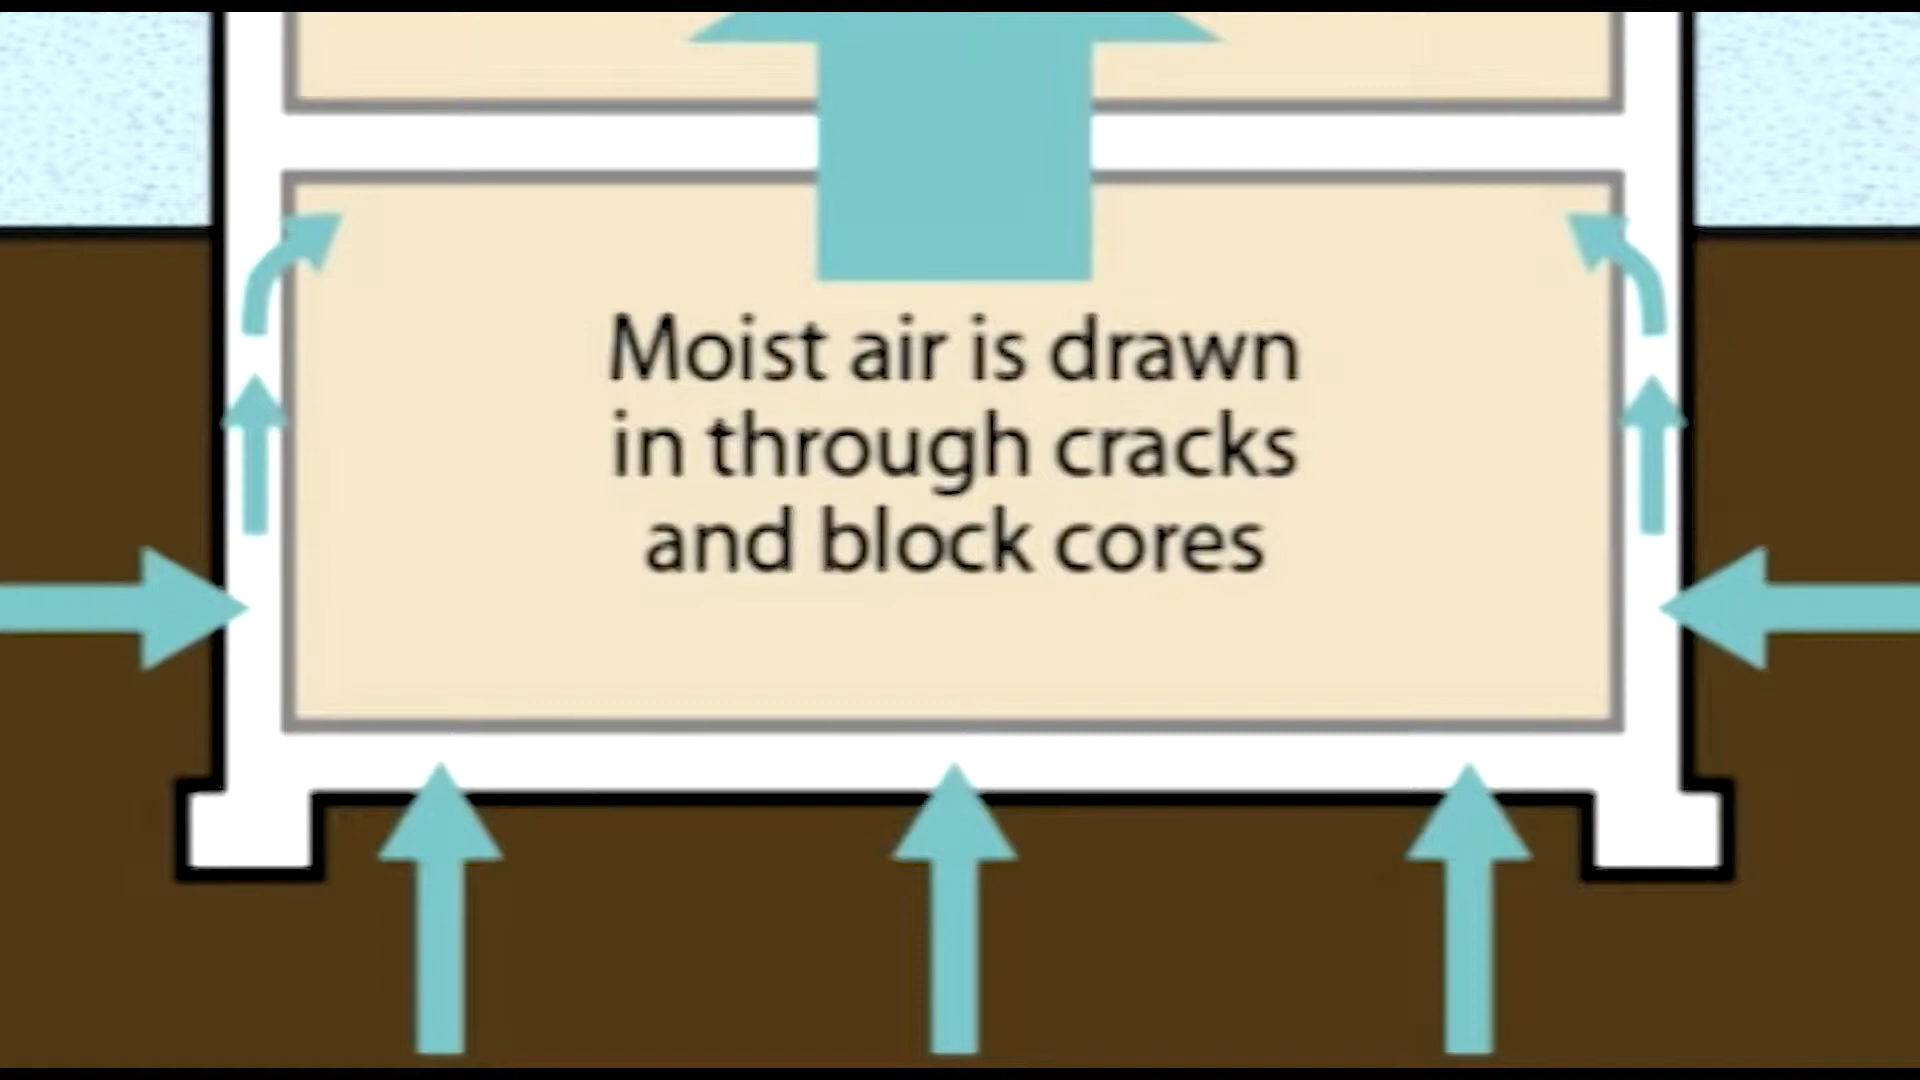 Moist air is drawn
in through cracks
and block cores